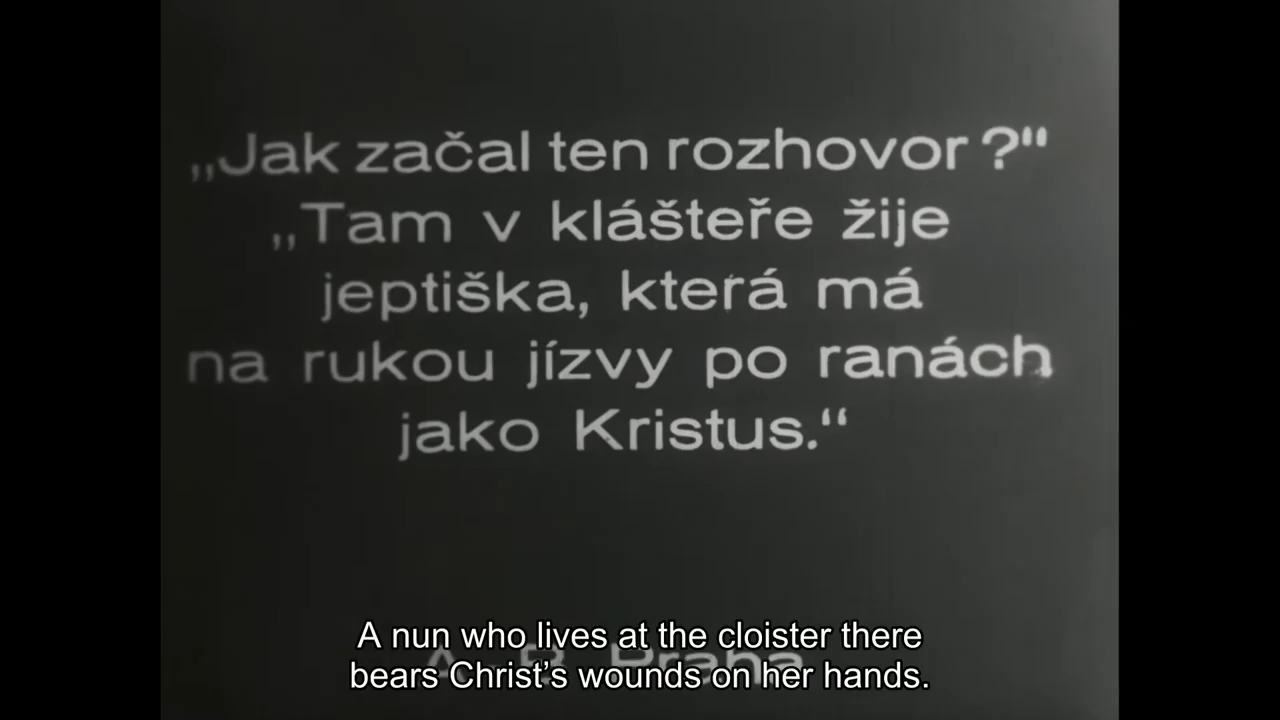 „Jak začal ten rozhovor?"
„Tam v klášteře žije
jeptiška, která má
na rukou jízvy po ranách
jako Kristus.“
A nun who lives at the cloister there
bears Christ’s wounds on her hands.
Praha